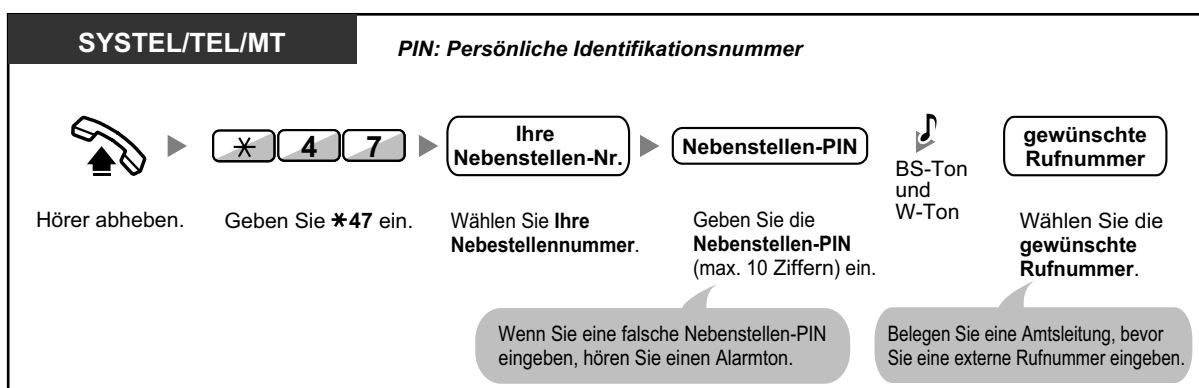 SYSTEL/TEL/MT
PIN: Persönliche Identifikationsnummer
✳ 4 7
Ihre
Nebenstellen-Nr.
Nebenstellen-PIN
BS-Ton
und
W-Ton
gewünschte
Rufnummer
Hörer abheben.
Geben Sie ✳47 ein.
Wählen Sie Ihre
Nebestellennummer.
Geben Sie die
Nebenstellen-PIN
(max. 10 Ziffern) ein.
Wählen Sie die
gewünschte
Rufnummer.
Wenn Sie eine falsche Nebenstellen-PIN
eingeben, hören Sie einen Alarmton.
Belegen Sie eine Amtsleitung, bevor
Sie eine externe Rufnummer eingeben.